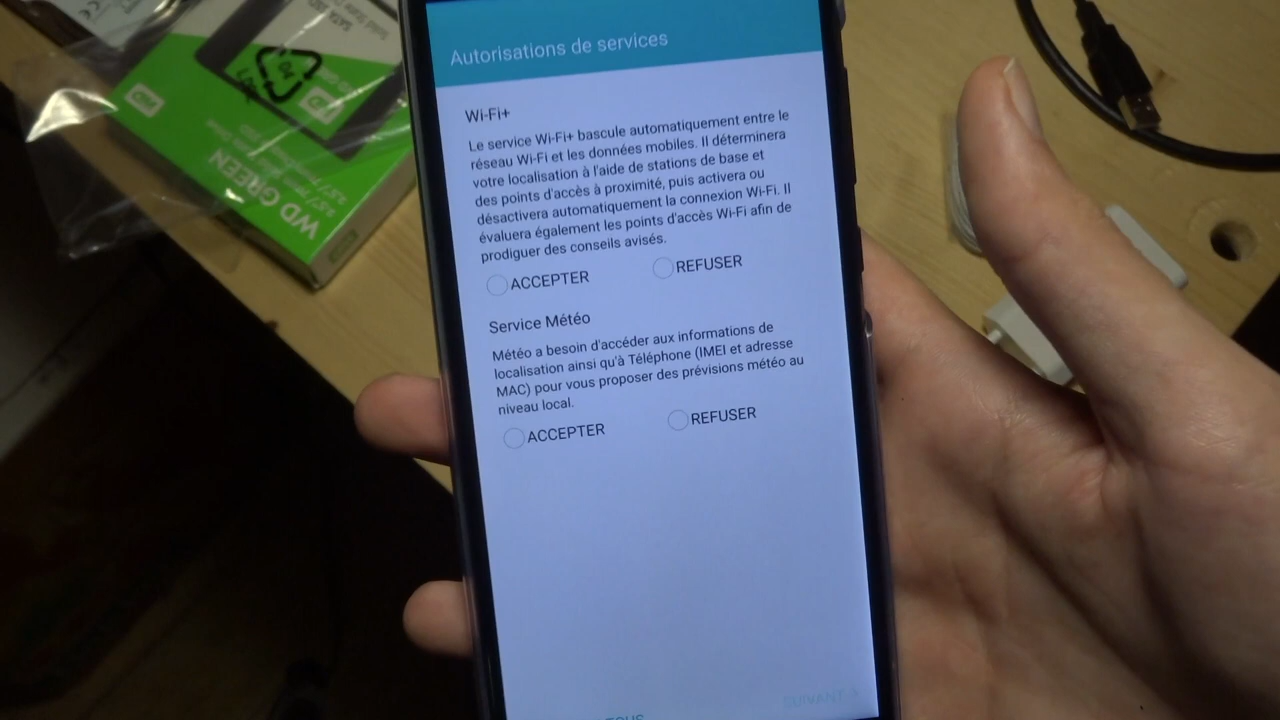 Autorisations de services
Wi-Fi+
Le service Wi-Fi+ bascule automatiquement entre le
réseau Wi-Fi et les données mobiles. Il déterminera
votre localisation à l'aide de stations de base et
des points d'accès à proximité, puis activera ou
désactivera automatiquement la connexion Wi-Fi. Il
évaluera également les points d'accès Wi-Fi afin de
prodiguer des conseils avisés.
ACCEPTER REFUSER
Service Météo
Météo a besoin d'accéder aux informations de
localisation ainsi qu'à Téléphone (IMEI et adresse
MAC) pour vous proposer des prévisions météo au
niveau local.
ACCEPTER REFUSER
SUIVANT >
TOUS
WD GREEN
WD
04